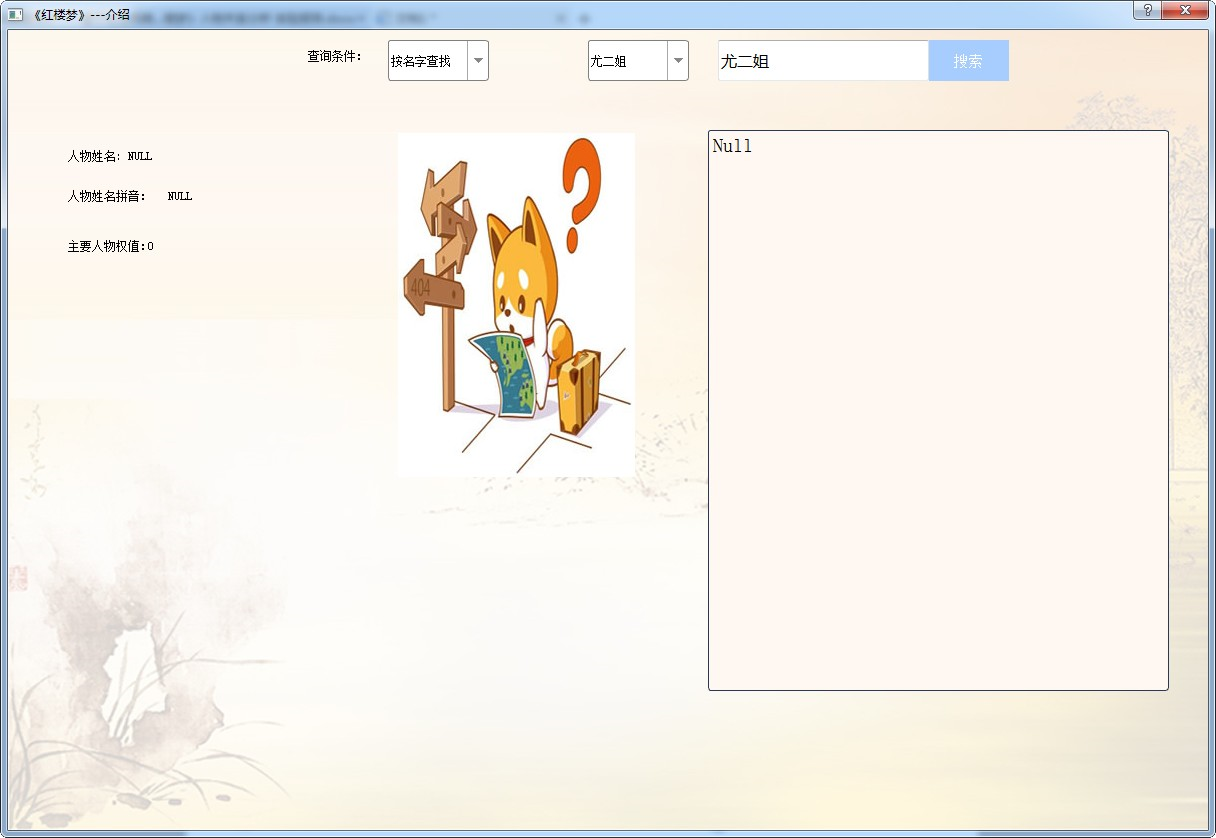 《红楼梦》---介绍
查询条件: 按名字查找 尤二姐 尤二姐 搜索
人物姓名: NULL
人物姓名拼音: NULL
主要人物权值:0
404
Null